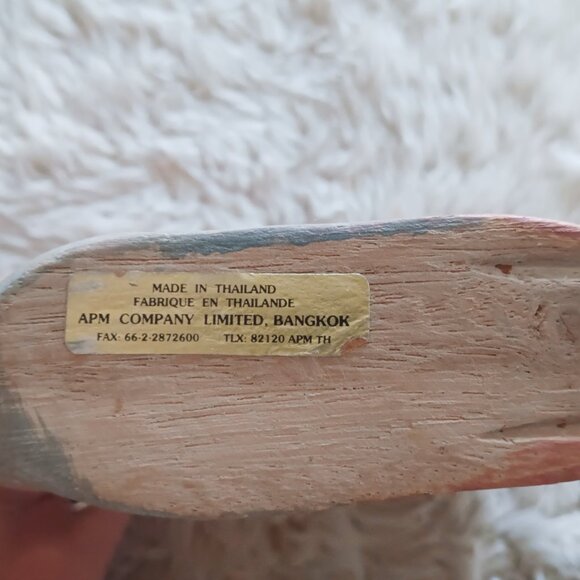 MADE IN THAILAND
FABRIQUE EN THAILANDE
APM COMPANY LIMITED, BANGKOK
FAX: 66-2-2872600 TLX: 82120 APM TH